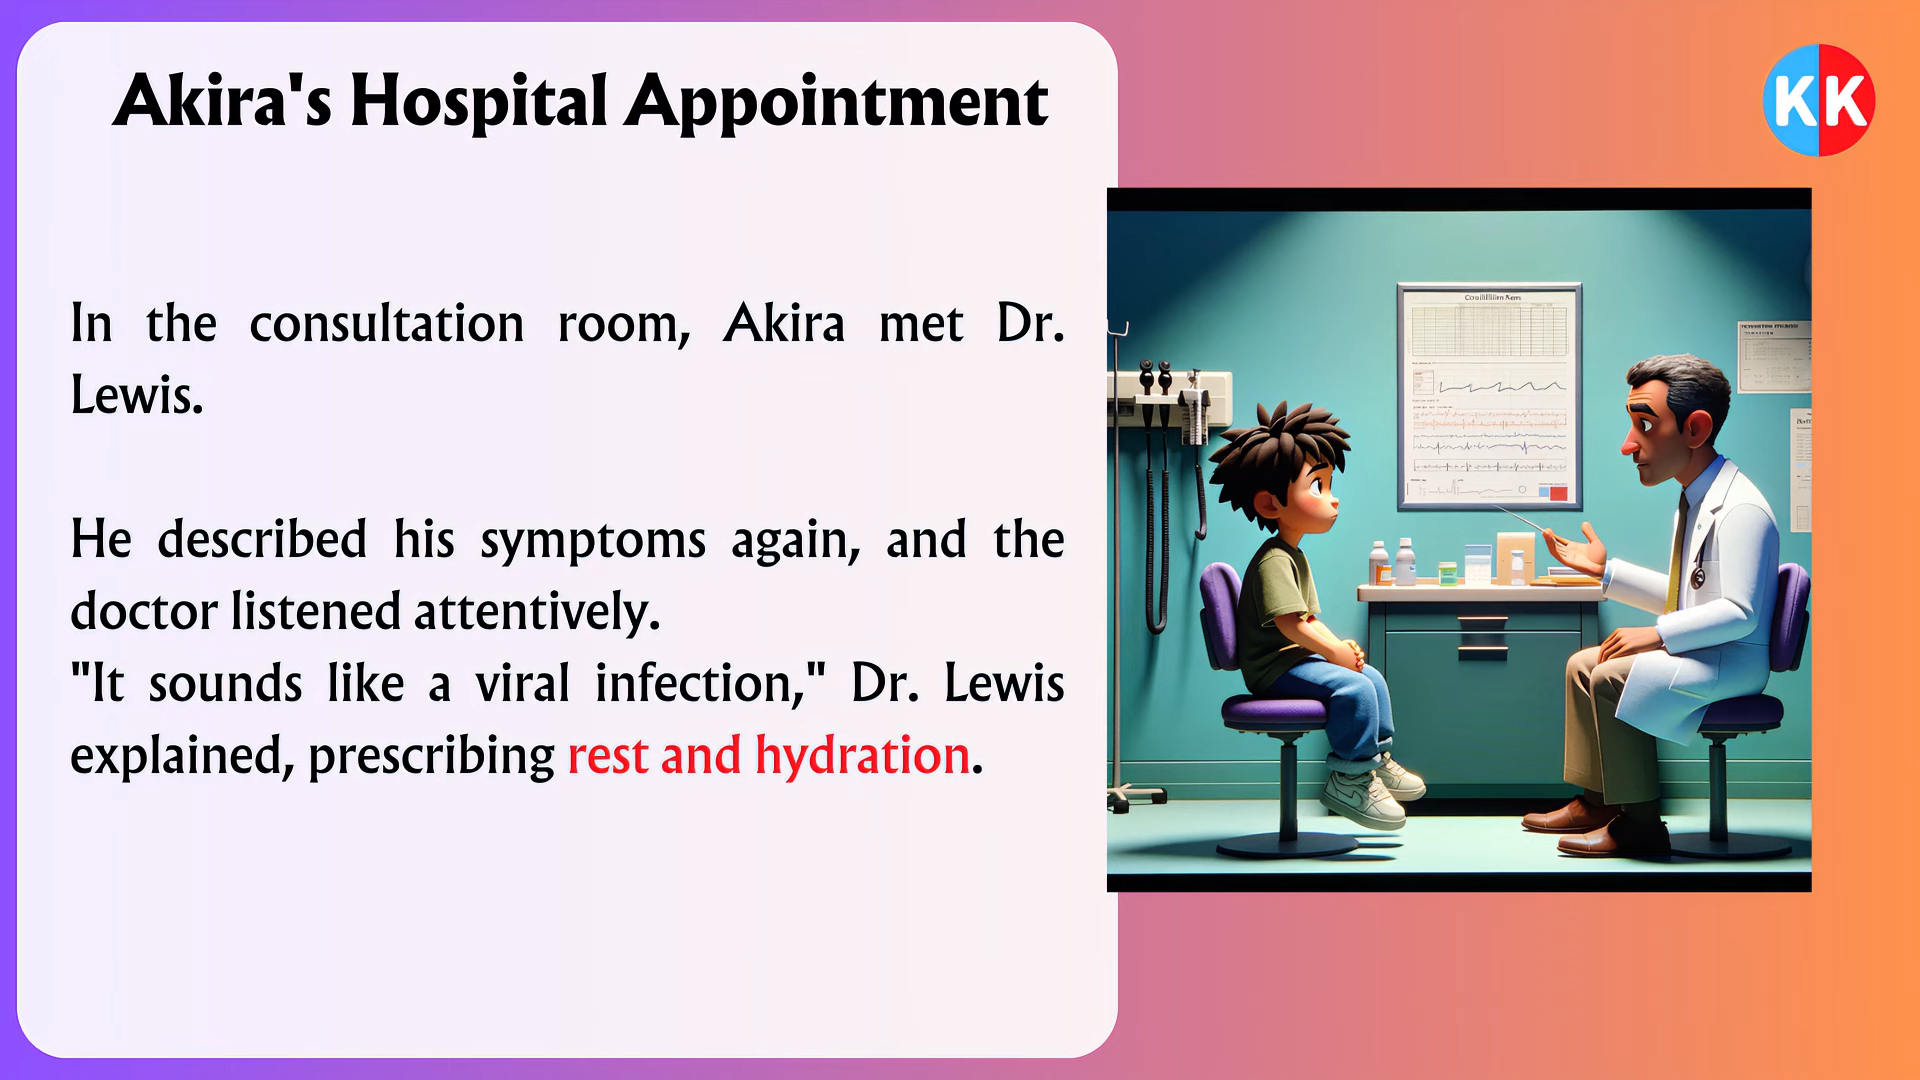 Akira's Hospital Appointment
KK
In the consultation room, Akira met Dr.
Lewis.
He described his symptoms again, and the
doctor listened attentively.
"It sounds like a viral infection," Dr. Lewis
explained, prescribing rest and hydration.